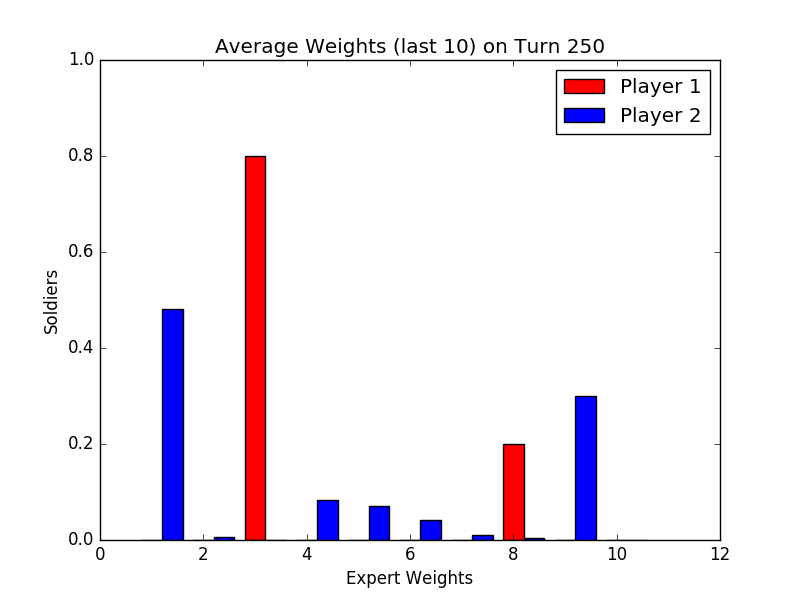 Average Weights (last 10) on Turn 250
1.0
Player 1
Player 2
0.8
0.6
Soldiers
0.4
0.2
0.0
0 2 4 6 8 10 12
Expert Weights